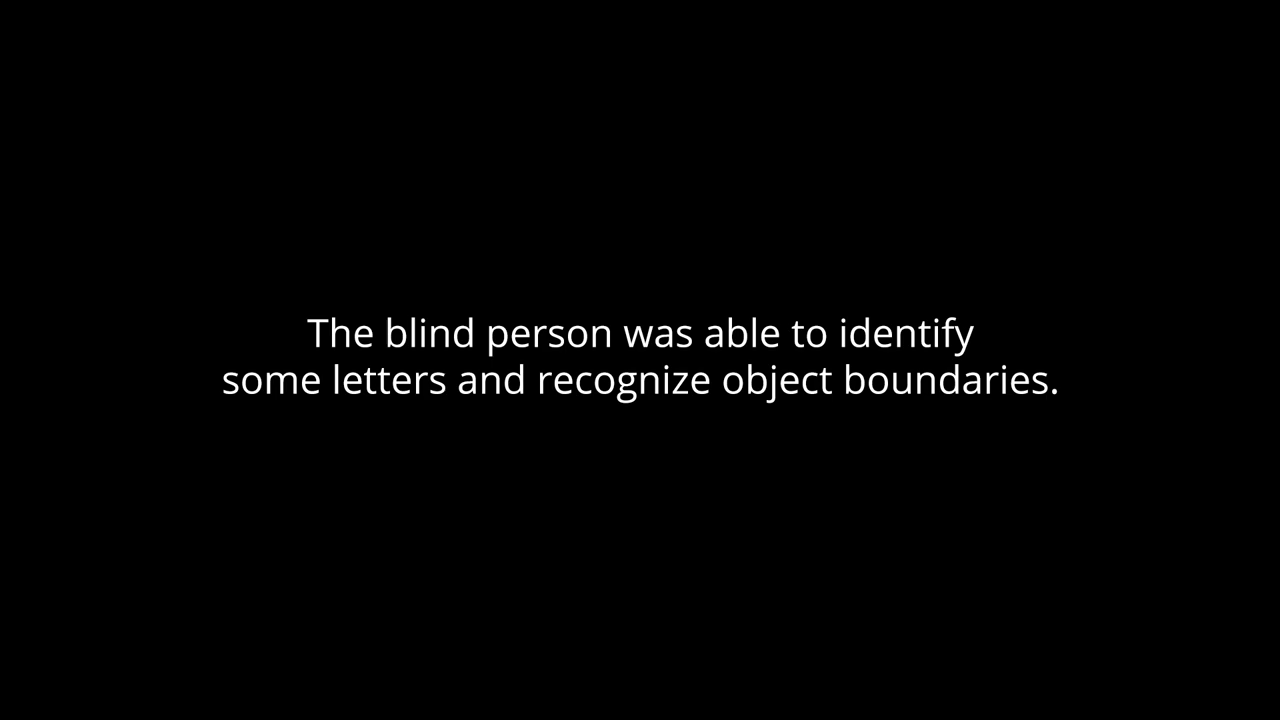 The blind person was able to identify
some letters and recognize object boundaries.